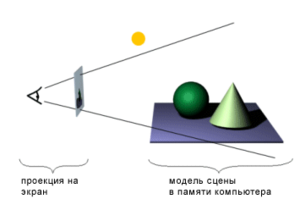 проекция на
экран
модель сцены
в памяти компьютера